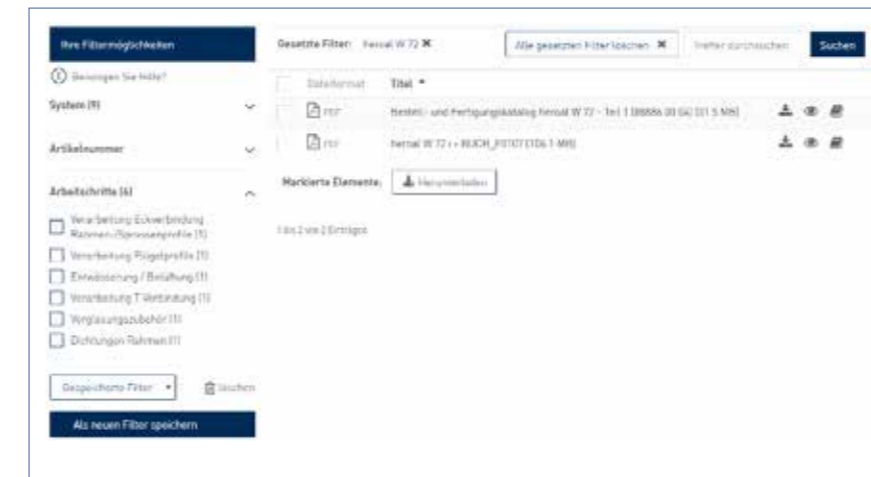 Ihre Filtermöglichkeiten
Benötigen Sie Hilfe?
System (9)
Artikelnummer
Arbeitschritte (6)
Verarbeitung Eckverbindung
Rahmen-/Sprossenprofile (1)
Verarbeitung Flügelprofile (1)
Entwässerung / Belüftung (1)
Verarbeitung T-Verbindung (1)
Verglasungszubehör (1)
Dichtungen Rahmen (1)
Gespeicherte Filter
löschen
Als neuen Filter speichern
Gesetzte Filter: heroal W 72 ✖
Alle gesetzten Filter löschen ✖
Treffer durchsuchen
Suchen
Dateiformat Titel
PDF Bestell- und Fertigungskatalog heroal W 72 - Teil 1
PDF heroal W 72
Markierte Elemente: Herunterladen
1 bis 2 von 2 Einträgen